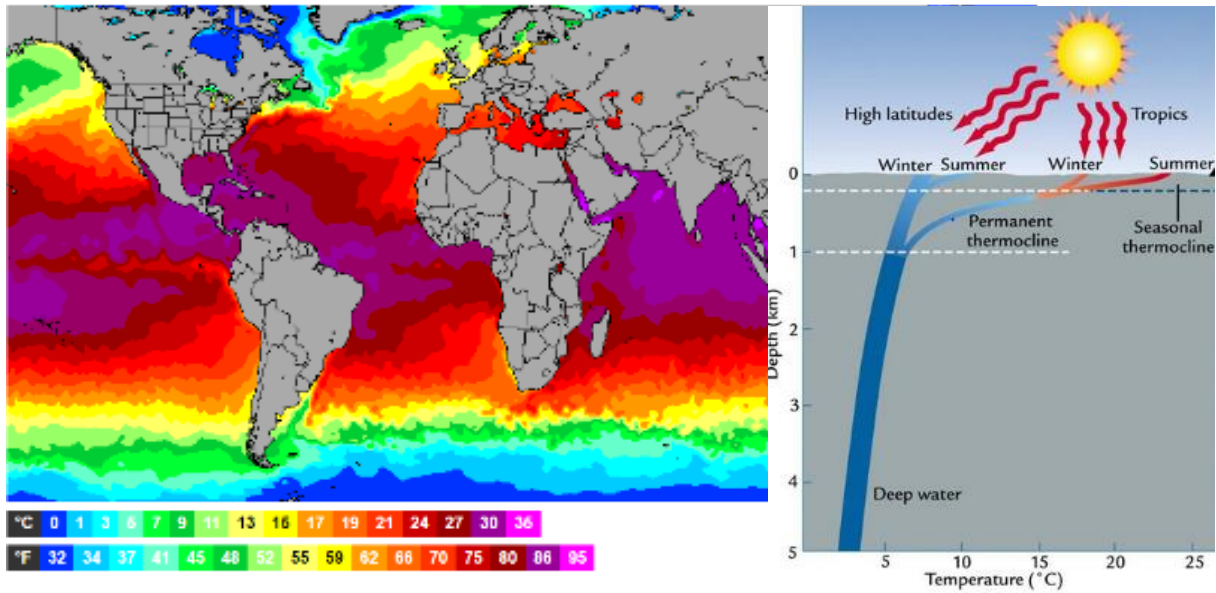 °C 0 1 3 5 7 9 11 13 16 17 19 21 24 27 30 36
°F 32 34 37 41 45 48 52 55 59 62 66 70 75 80 86 95
High latitudes
Tropics
Winter Summer
Winter Summer
0
Permanent
thermocline
Seasonal
thermocline
1
2
3
4
5
Depth (km)
Deep water
5 10 15 20 25
Temperature (°C)